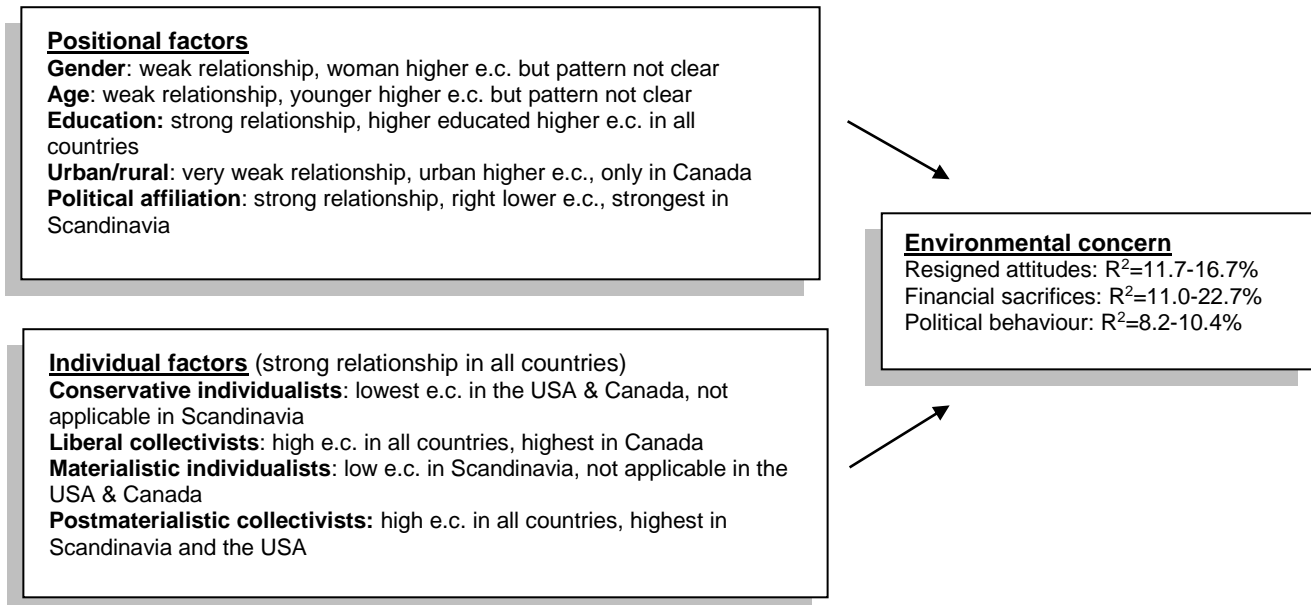 Positional factors
Gender: weak relationship, woman higher e.c. but pattern not clear
Age: weak relationship, younger higher e.c. but pattern not clear
Education: strong relationship, higher educated higher e.c. in all
countries
Urban/rural: very weak relationship, urban higher e.c., only in Canada
Political affiliation: strong relationship, right lower e.c., strongest in
Scandinavia
Individual factors (strong relationship in all countries)
Conservative individualists: lowest e.c. in the USA & Canada, not
applicable in Scandinavia
Liberal collectivists: high e.c. in all countries, highest in Canada
Materialistic individualists: low e.c. in Scandinavia, not applicable in the
USA & Canada
Postmaterialistic collectivists: high e.c. in all countries, highest in
Scandinavia and the USA
Environmental concern
Resigned attitudes: R²=11.7-16.7%
Financial sacrifices: R²=11.0-22.7%
Political behaviour: R²=8.2-10.4%